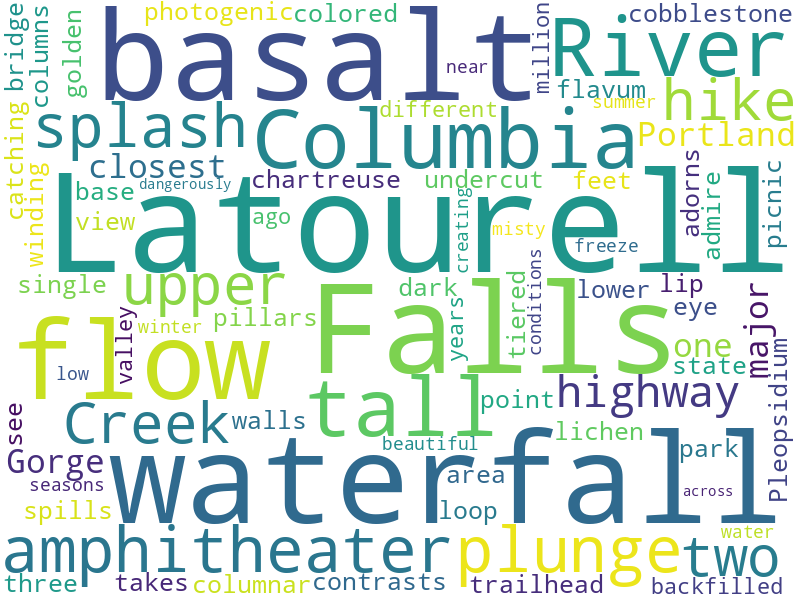 photogenic colored million cobblestone
bridge columns golden basalt near River
flavum summer
catching splash Columbia different hike
Portland
winding closest chartreuse undercut feet adorns admire picnic
base dangerously
view Latourell ago creating misty freeze
single upper Falls dark years tiered conditions lower lip
eye major
flow valley winter pillars one
low state
see Creek walls tall point highway Pleopsidium
lichen
Gorge beautiful park
seasons waterfall area across
spills loop
amphitheater plunge two water
three takes columnar contrasts trailhead backfilled